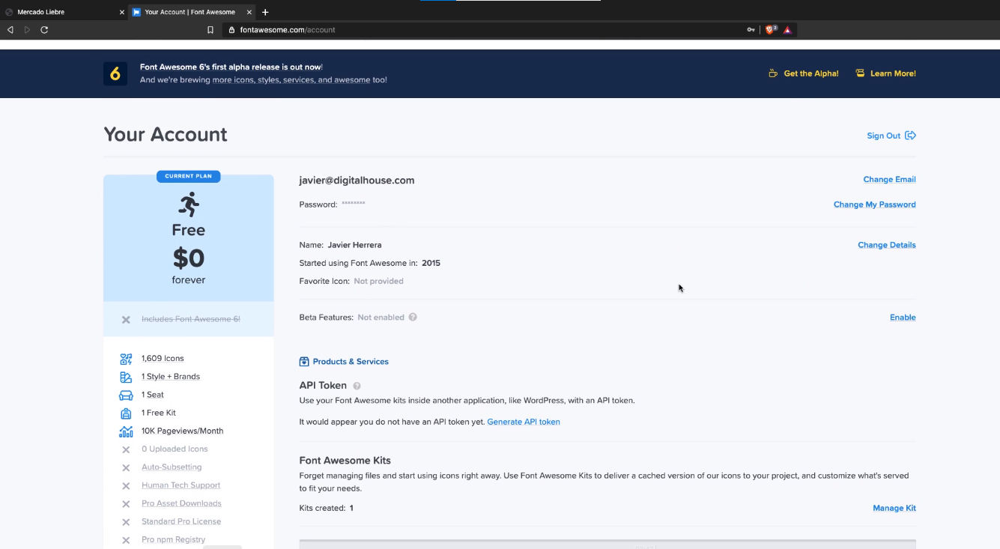 Mercado Liebre
Your Account | Font Awesome
fontawesome.com/account
2
6
Font Awesome 6's first alpha release is out now!
And we're brewing more icons, styles, services, and awesome too!
Get the Alpha!
Learn More!
Your Account
Sign Out
CURRENT PLAN
Free
$0
forever
Includes Font Awesome 6!
1,609 Icons
1 Style + Brands
1 Seat
1 Free Kit
10K Pageviews/Month
0 Uploaded Icons
Auto-Subsetting
Human Tech Support
Pro Asset Downloads
Standard Pro License
Pro npm Registry
javier@digitalhouse.com
Change Email
Password: ********
Change My Password
Name: Javier Herrera
Change Details
Started using Font Awesome in: 2015
Favorite Icon: Not provided
Beta Features: Not enabled ?
Enable
Products & Services
API Token ?
Use your Font Awesome kits inside another application, like WordPress, with an API token.
It would appear you do not have an API token yet. Generate API token
Font Awesome Kits
Forget managing files and start using icons right away. Use Font Awesome Kits to deliver a cached version of our icons to your project, and customize what's served
to fit your needs.
Kits created: 1
Manage Kit